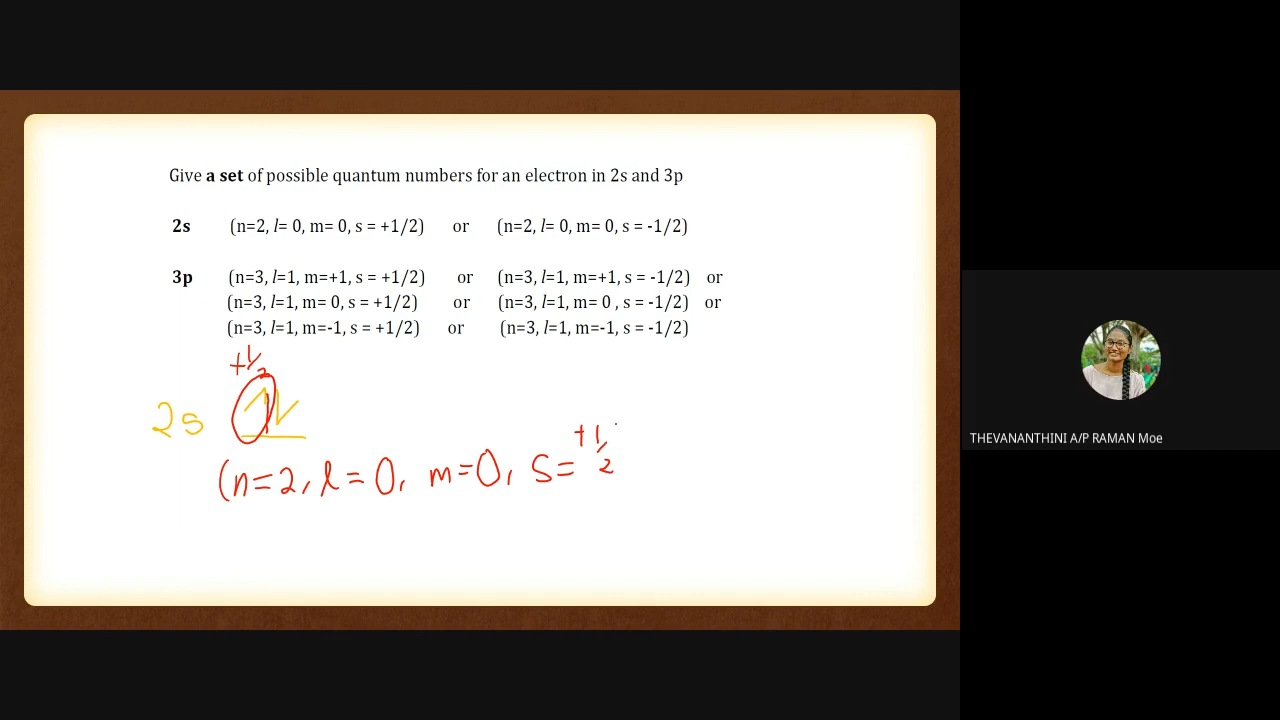 Give a set of possible quantum numbers for an electron in 2s and 3p
2s (n=2, l= 0, m= 0, s = +1/2) or (n=2, l= 0, m= 0, s = -1/2)
3p (n=3, l=1, m=+1, s = +1/2) or (n=3, l=1, m=+1, s = -1/2) or
(n=3, l=1, m= 0, s = +1/2) or (n=3, l=1, m= 0 , s = -1/2) or
(n=3, l=1, m=-1, s = +1/2) or (n=3, l=1, m=-1, s = -1/2)
+1/2
2s
(n=2, l=0, m=0, s=+1/2
THEVANANTHINI A/P RAMAN Moe